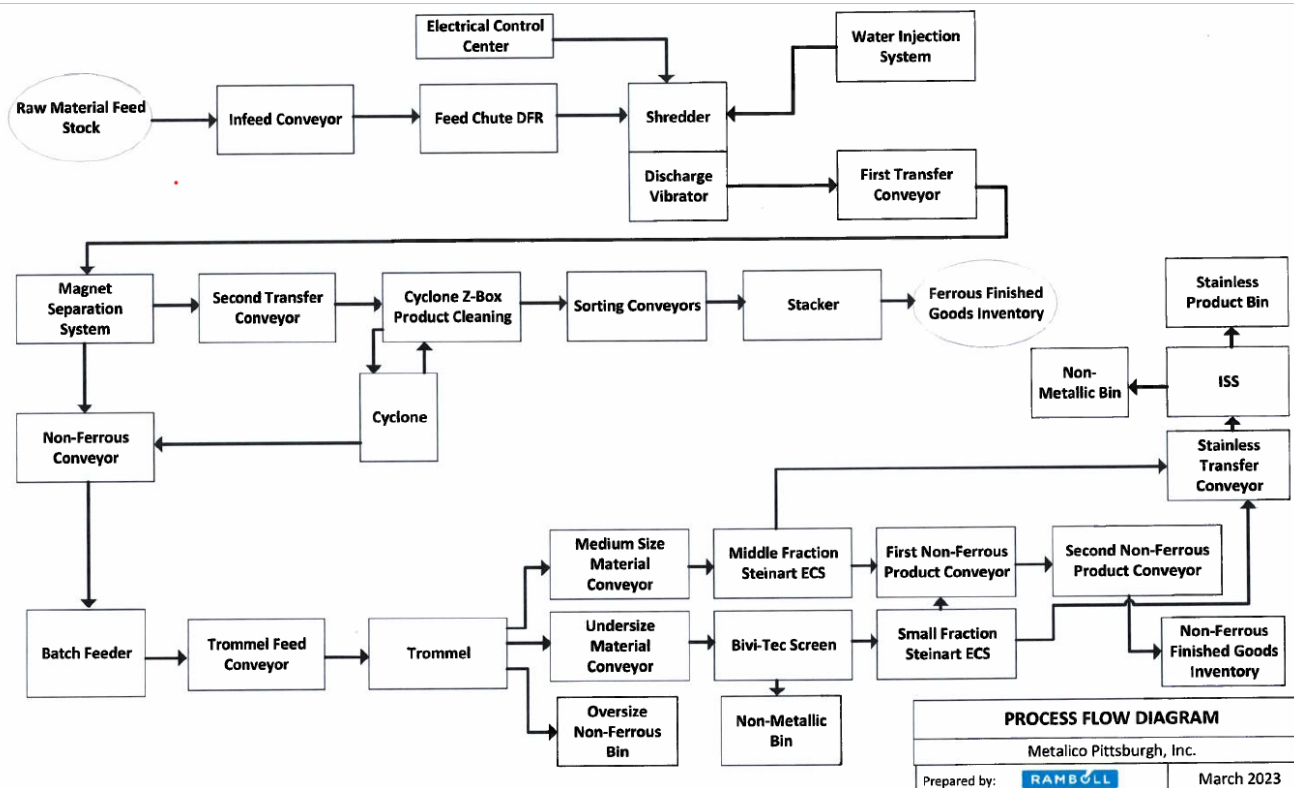 Electrical Control
Center
Water Injection
System
Raw Material Feed
Stock
Infeed Conveyor
Feed Chute DFR
Shredder
Discharge
Vibrator
First Transfer
Conveyor
Magnet
Separation
System
Second Transfer
Conveyor
Cyclone Z-Box
Product Cleaning
Sorting Conveyors
Stacker
Ferrous Finished
Goods Inventory
Stainless
Product Bin
Non-
Metallic Bin
ISS
Cyclone
Non-Ferrous
Conveyor
Stainless
Transfer
Conveyor
Medium Size
Material
Conveyor
Middle Fraction
Steinart ECS
First Non-Ferrous
Product Conveyor
Second Non-Ferrous
Product Conveyor
Batch Feeder
Trommel Feed
Conveyor
Trommel
Undersize
Material
Conveyor
Bivi-Tec Screen
Small Fraction
Steinart ECS
Non-Ferrous
Finished Goods
Inventory
Oversize
Non-Ferrous
Bin
Non-Metallic
Bin
PROCESS FLOW DIAGRAM
Metalico Pittsburgh, Inc.
Prepared by: RAMBOLL March 2023